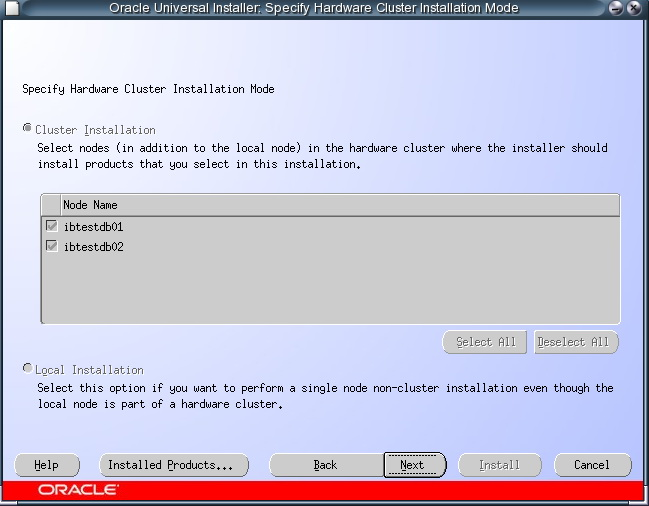 Oracle Universal Installer: Specify Hardware Cluster Installation Mode
Specify Hardware Cluster Installation Mode
Cluster Installation
Select nodes (in addition to the local node) in the hardware cluster where the installer should
install products that you select in this installation.
Node Name
ibtestdb01
ibtestdb02
Select All
Deselect All
Local Installation
Select this option if you want to perform a single node non-cluster installation even though the
local node is part of a hardware cluster.
Help
Installed Products...
Back
Next
Install
Cancel
ORACLE